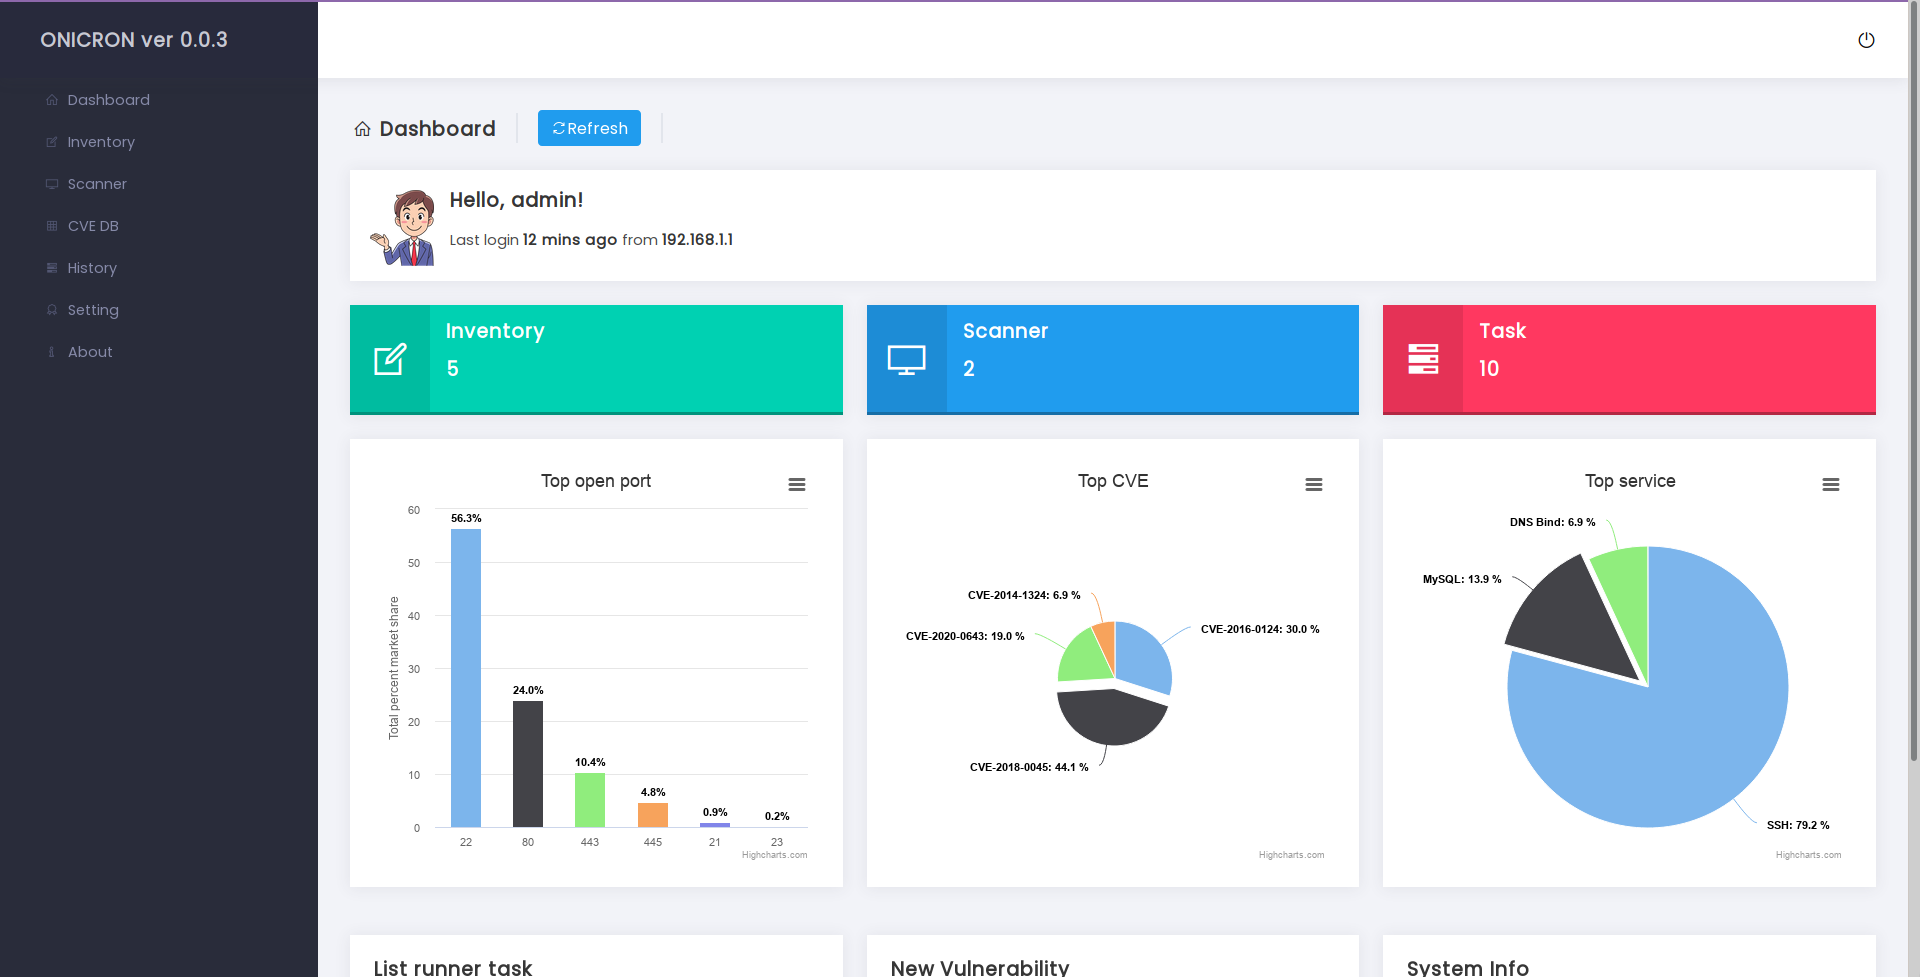 ONICRON ver 0.0.3
Dashboard
Inventory
Scanner
CVE DB
History
Setting
About
Dashboard
Refresh
Hello, admin!
Last login 12 mins ago from 192.168.1.1
Inventory
5
Scanner
2
Task
10
Top open port
Total percent market share
60
50
40
30
20
10
0
56.3%
24.0%
10.4%
4.8%
0.9%
0.2%
22
80
443
445
21
23
Highcharts.com
Top CVE
CVE-2014-1324: 6.9 %
CVE-2016-0124: 30.0 %
CVE-2020-0643: 19.0 %
CVE-2018-0045: 44.1 %
Highcharts.com
Top service
DNS Bind: 6.9 %
MySQL: 13.9 %
SSH: 79.2 %
Highcharts.com
List runner task
New Vulnerability
System Info